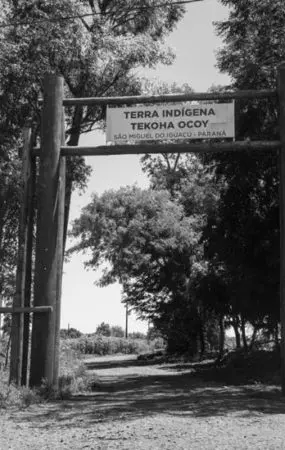 TERRA INDÍGENA
TEKOHA OCOY
SÃO MIGUEL DO IGUAÇU - PARANÁ